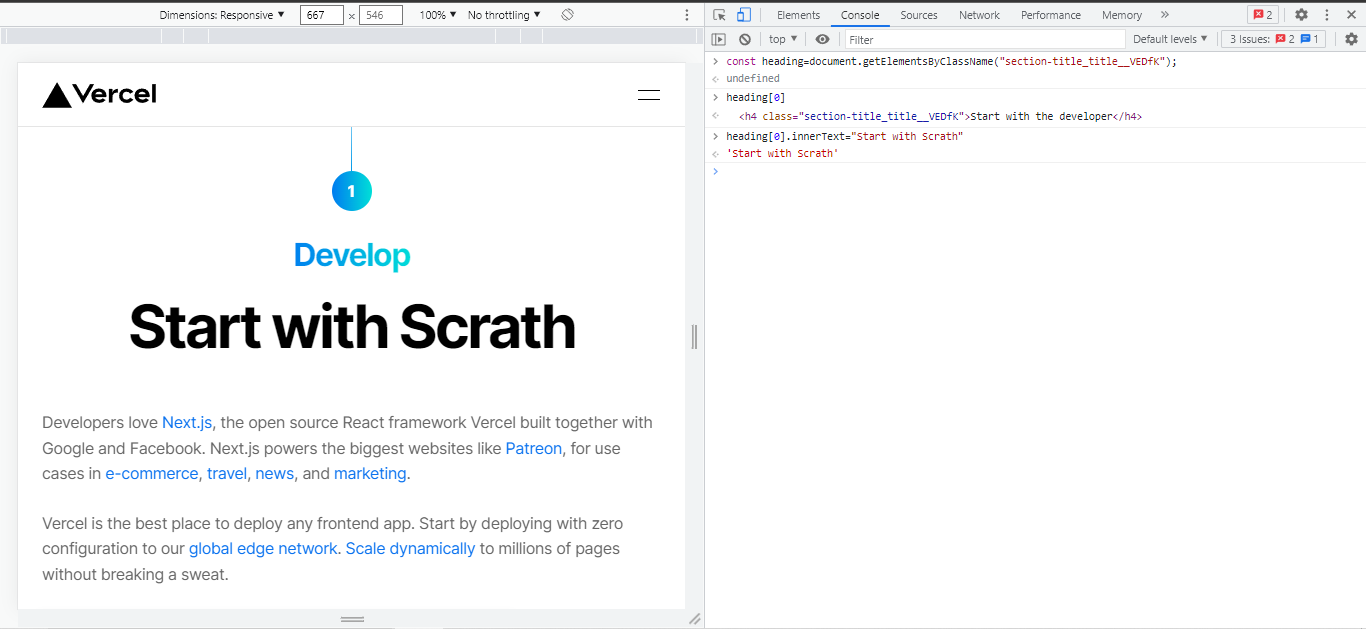 Dimensions: Responsive ▼ 667 × 546 100% ▼ No throttling ▼
Vercel
1
Develop
Start with Scrath
Developers love Next.js, the open source React framework Vercel built together with
Google and Facebook. Next.js powers the biggest websites like Patreon, for use
cases in e-commerce, travel, news, and marketing.
Vercel is the best place to deploy any frontend app. Start by deploying with zero
configuration to our global edge network. Scale dynamically to millions of pages
without breaking a sweat.
Elements Console Sources Network Performance Memory » 2
top ▼ Filter Default levels ▼ 3 Issues: 2 1
const heading=document.getElementsByClassName("section-title_title__VEDfK");
undefined
heading[0]
<h4 class="section-title_title__VEDfK">Start with the developer</h4>
heading[0].innerText="Start with Scrath"
'Start with Scrath'